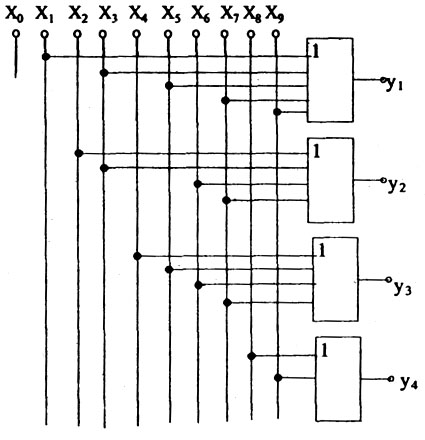 X₀ X₁ X₂ X₃ X₄ X₅ X₆ X₇ X₈ X₉
1
y₁
1
y₂
1
y₃
1
y₄